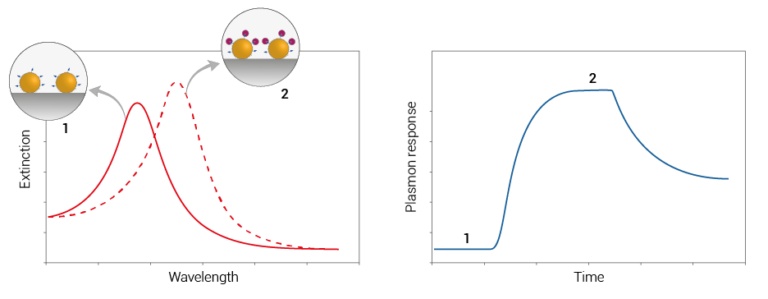 1
2
Extinction
Wavelength
Plasmon response
1
2
Time